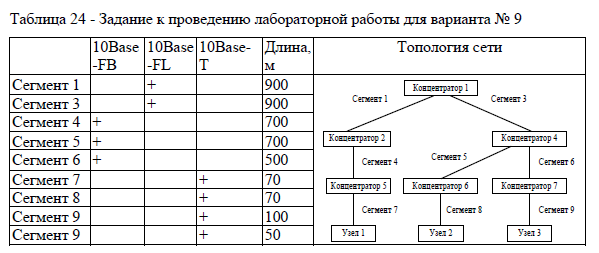 Таблица 24 - Задание к проведению лабораторной работы для варианта № 9
10Base-FB 10Base-FL 10Base-T Длина, м Топология сети
Сегмент 1 + 900
Сегмент 3 + 900
Сегмент 4 + 700
Сегмент 5 + 700
Сегмент 6 + 500
Сегмент 7 + 70
Сегмент 8 + 70
Сегмент 9 + 100
Сегмент 9 + 50
Концентратор 1
Сегмент 1 Сегмент 3
Концентратор 2 Концентратор 4
Сегмент 4 Сегмент 5 Сегмент 6
Концентратор 5 Концентратор 6 Концентратор 7
Сегмент 7 Сегмент 8 Сегмент 9
Узел 1 Узел 2 Узел 3